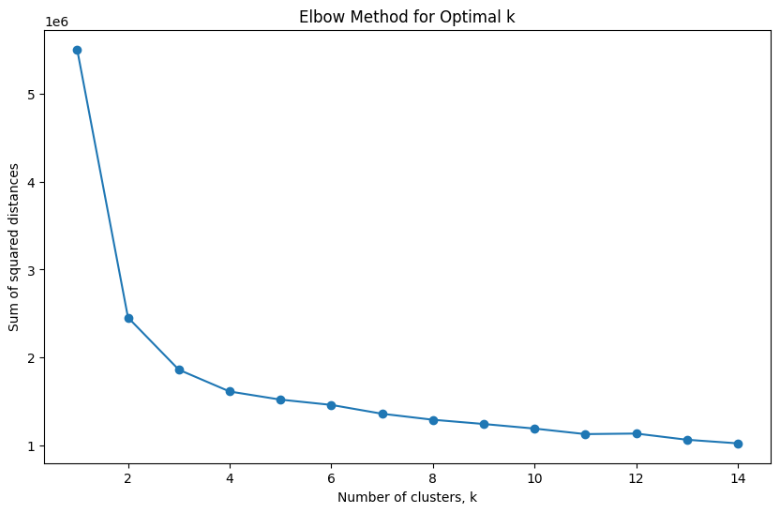 Elbow Method for Optimal k
1e6
5
4
3
2
1
Sum of squared distances
2 4 6 8 10 12 14
Number of clusters, k